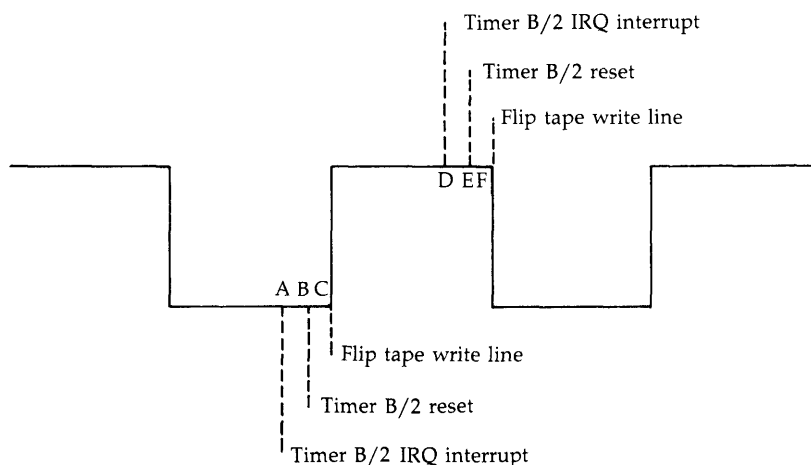 Timer B/2 IRQ interrupt
Timer B/2 reset
Flip tape write line
D EF
A B C
Flip tape write line
Timer B/2 reset
Timer B/2 IRQ interrupt